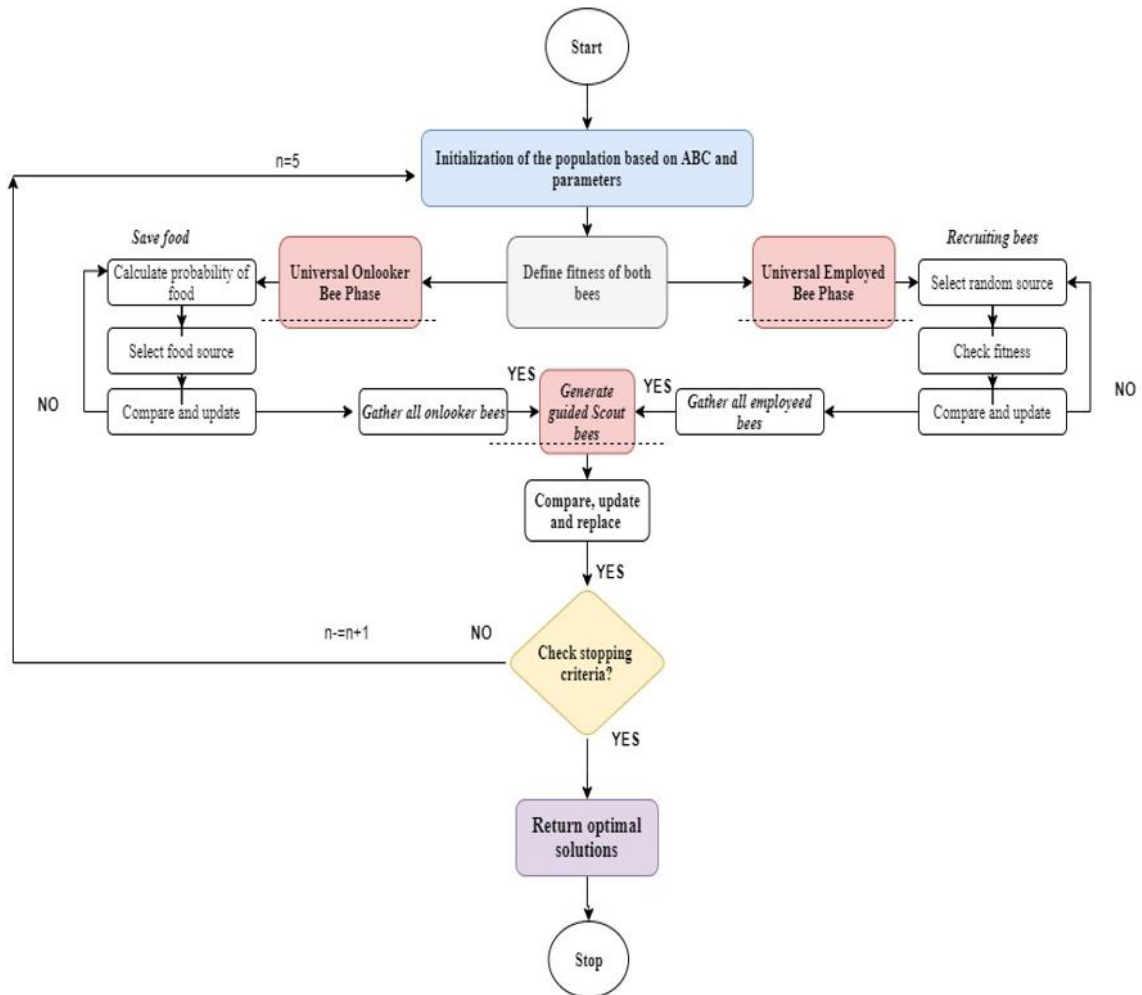 Start
n=5
Initialization of the population based on ABC and
parameters
Save food
Recruiting bees
Calculate probability of
food
Universal Onlooker
Bee Phase
Define fitness of both
bees
Universal Employed
Bee Phase
Select random source
Select food source
Check fitness
NO
Compare and update
Gather all onlooker bees
YES
Generate
guided Scout
bees
YES
Gather all employeed
bees
Compare and update
NO
Compare, update
and replace
YES
n-=n+1
NO
Check stopping
criteria?
YES
Return optimal
solutions
Stop